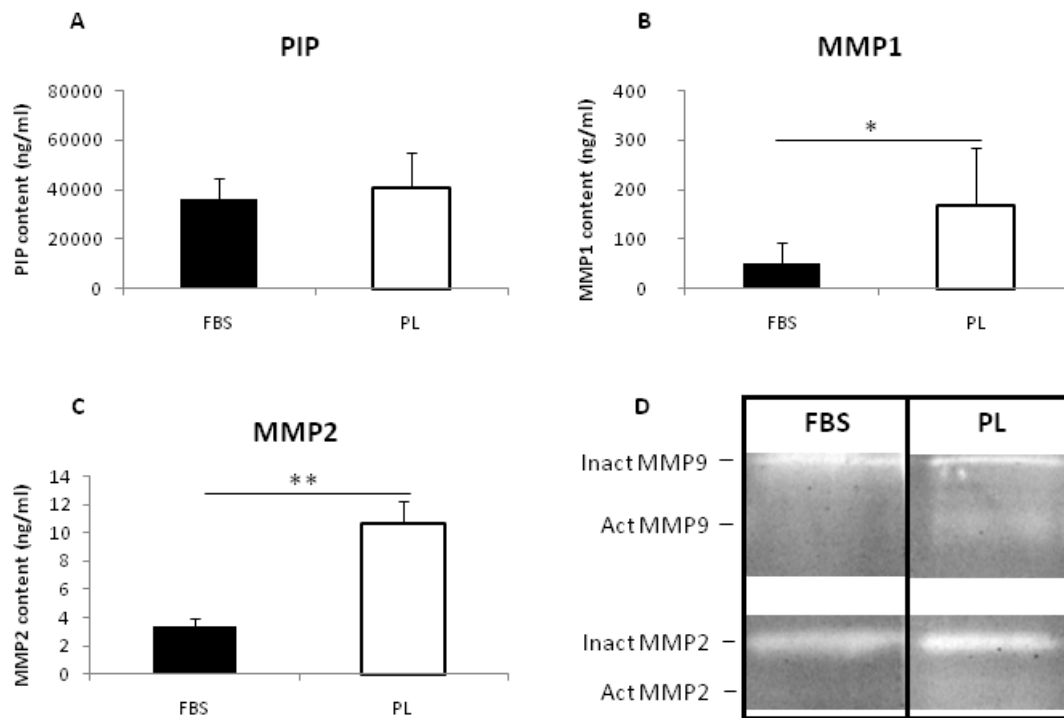 A
PIP
PIP content (ng/ml)
80000
60000
40000
20000
0
FBS
PL
B
MMP1
MMP1 content (ng/ml)
*
400
300
200
100
0
FBS
PL
C
MMP2
MMP2 content (ng/ml)
**
14
12
10
8
6
4
2
0
FBS
PL
D
FBS
PL
Inact MMP9 –
Act MMP9 –
Inact MMP2 –
Act MMP2 –